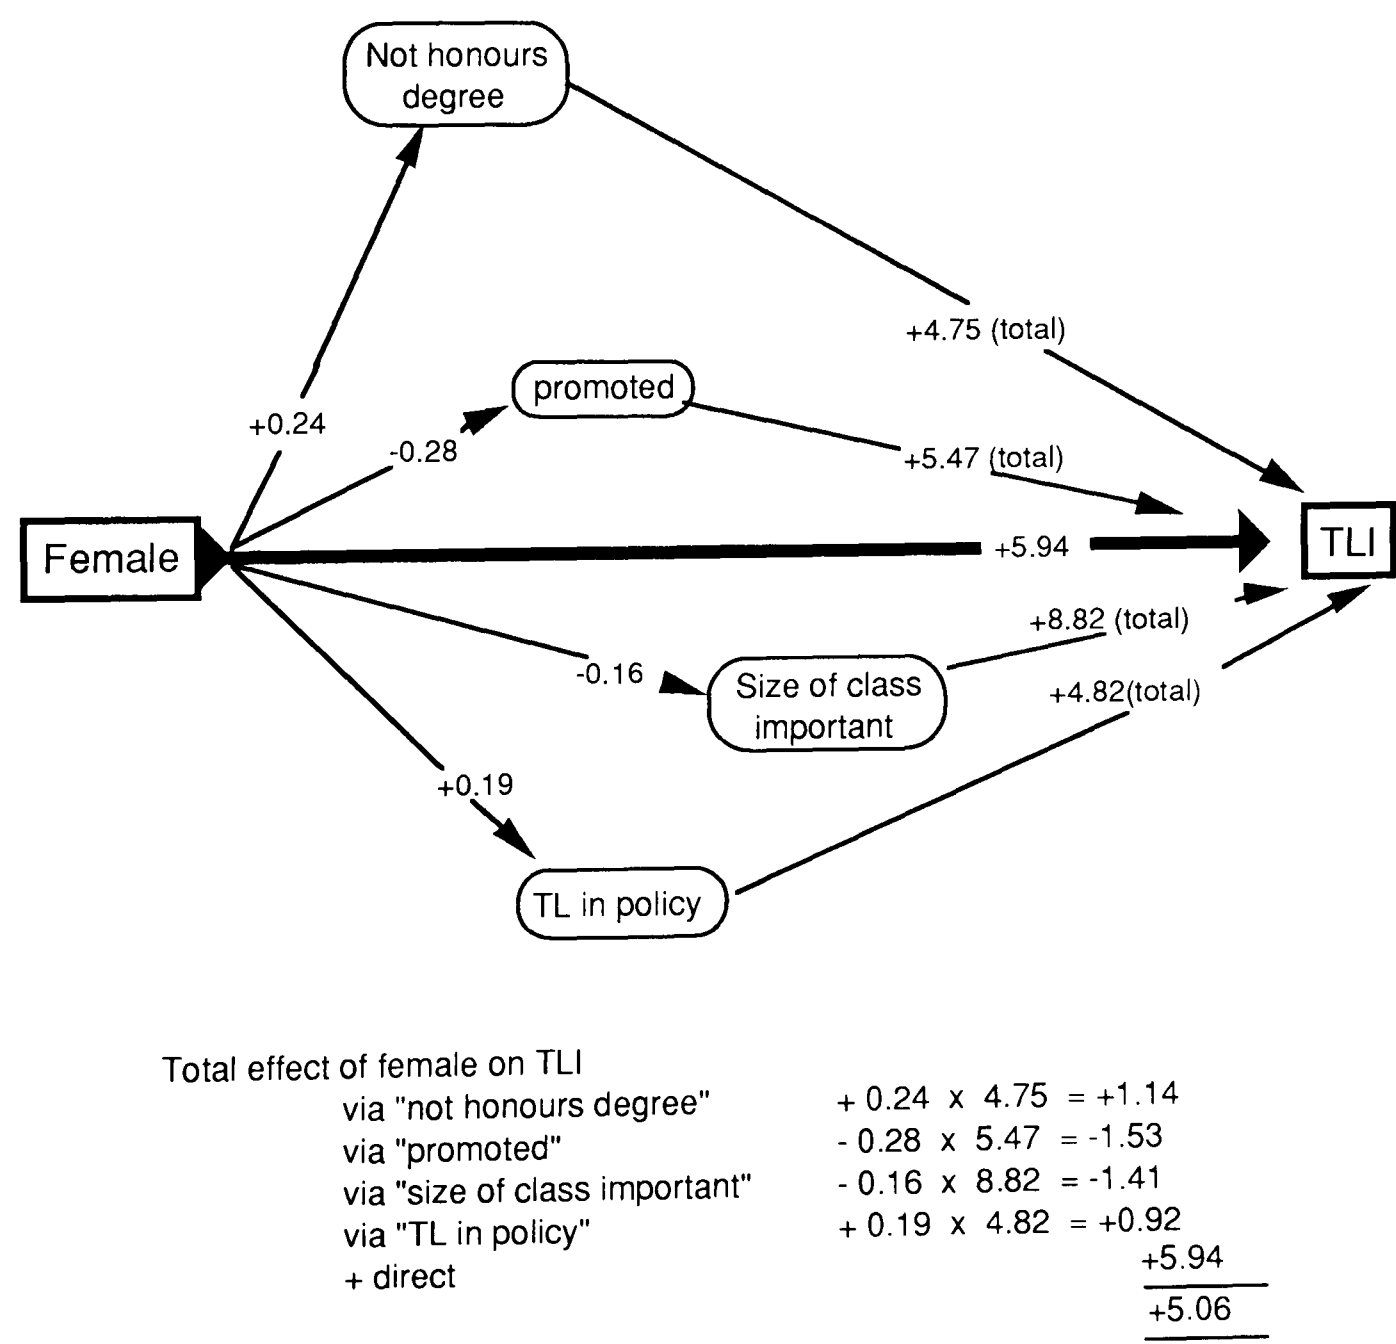 Not honours
degree
+4.75 (total)
promoted
+0.24
-0.28
+5.47 (total)
Female
+5.94
TLI
+8.82 (total)
-0.16
Size of class
important
+4.82(total)
+0.19
TL in policy
Total effect of female on TLI
via "not honours degree" + 0.24 x 4.75 = +1.14
via "promoted" - 0.28 x 5.47 = -1.53
via "size of class important" - 0.16 x 8.82 = -1.41
via "TL in policy" + 0.19 x 4.82 = +0.92
+ direct +5.94
+5.06